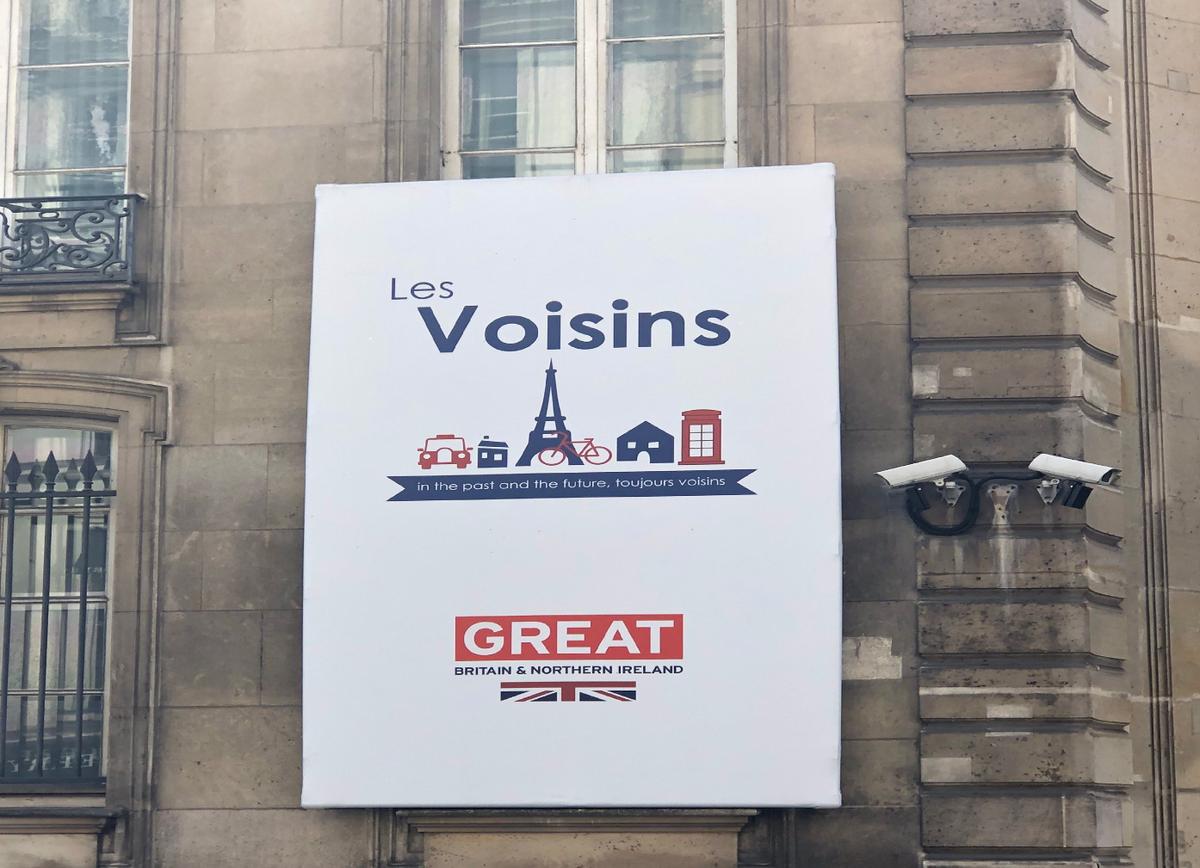 Les
Voisins
in the past and the future, toujours voisins
GREAT
BRITAIN & NORTHERN IRELAND